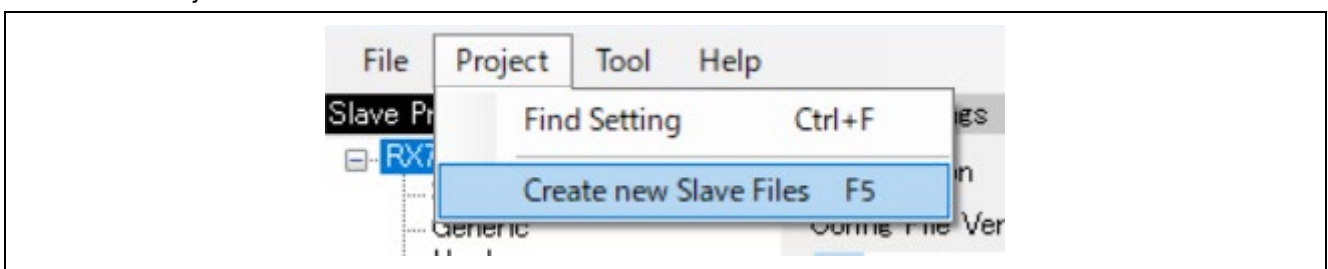 File Project Tool Help
Slave Pr
Find Setting Ctrl+F
RX7
Create new Slave Files F5
Generic